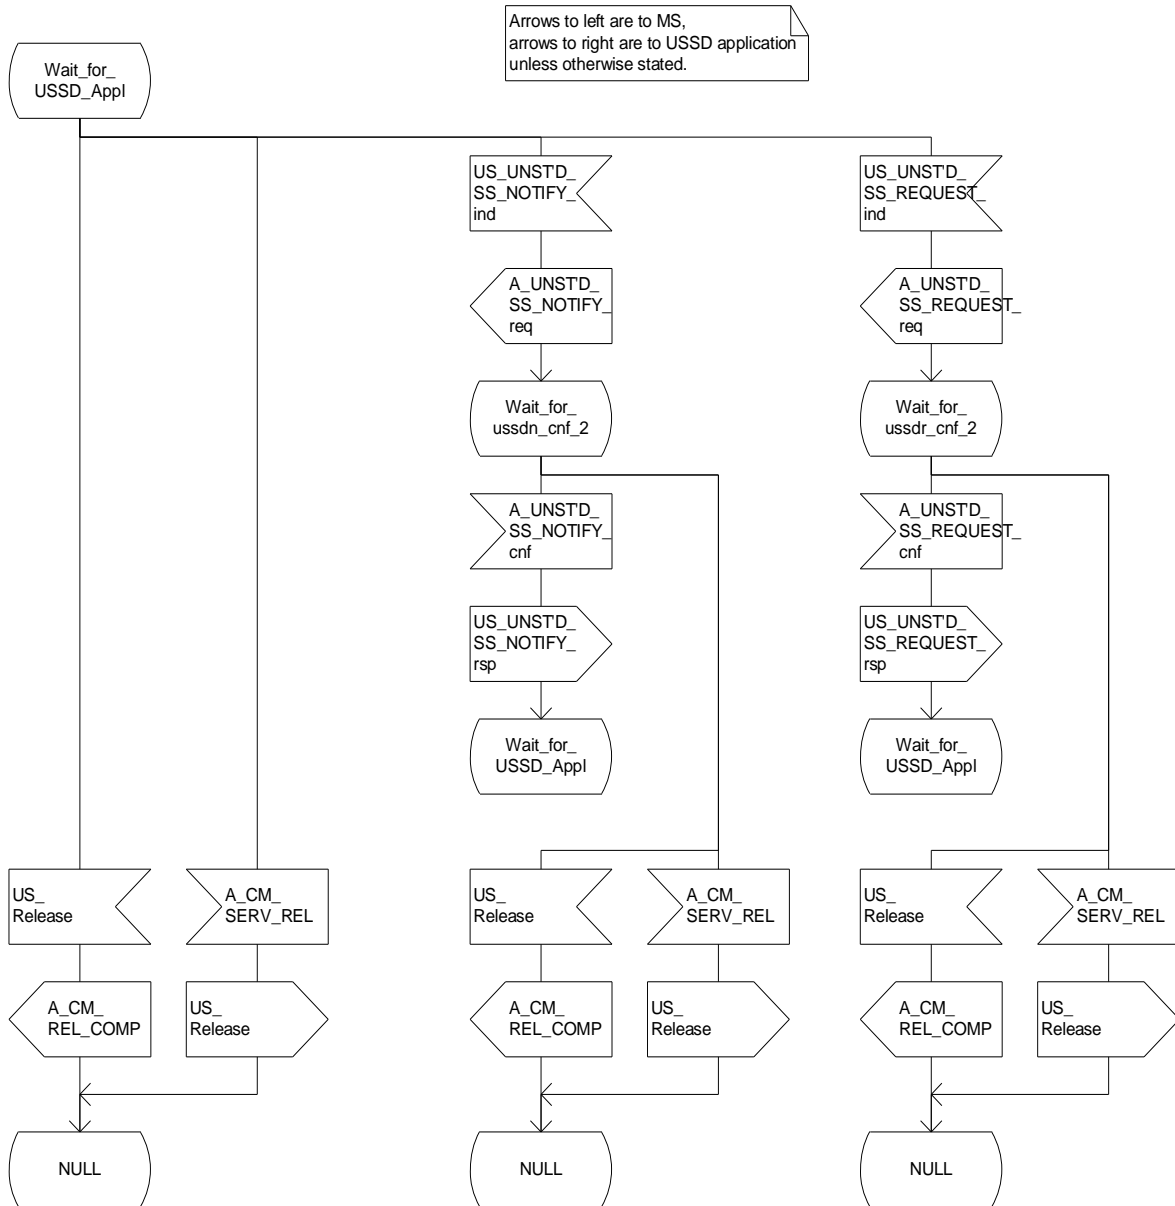 Arrows to left are to MS,
arrows to right are to USSD application
unless otherwise stated.
Wait_for_
USSD_Appl
US_UNST'D_
SS_NOTIFY_
ind
US_UNST'D_
SS_REQUEST_
ind
A_UNST'D_
SS_NOTIFY_
req
A_UNST'D_
SS_REQUEST_
req
Wait_for_
ussdn_cnf_2
Wait_for_
ussdr_cnf_2
A_UNST'D_
SS_NOTIFY_
cnf
A_UNST'D_
SS_REQUEST_
cnf
US_UNST'D_
SS_NOTIFY_
rsp
US_UNST'D_
SS_REQUEST_
rsp
Wait_for_
USSD_Appl
Wait_for_
USSD_Appl
US_
Release
A_CM_
SERV_REL
US_
Release
A_CM_
SERV_REL
US_
Release
A_CM_
SERV_REL
A_CM_
REL_COMP
US_
Release
A_CM_
REL_COMP
US_
Release
A_CM_
REL_COMP
US_
Release
NULL
NULL
NULL